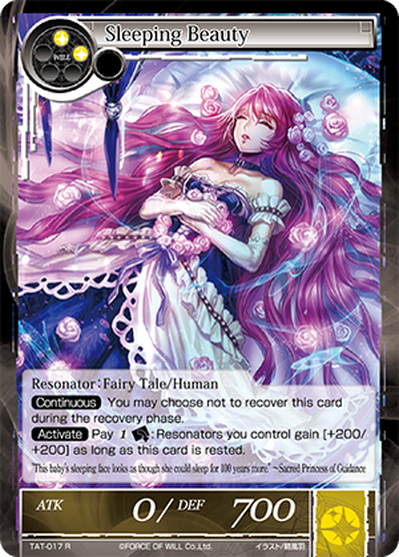 Sleeping Beauty
WILL
Resonator：Fairy Tale/Human
Continuous You may choose not to recover this card
during the recovery phase.
Activate Pay 1 :Resonators you control gain [+200/
+200] as long as this card is rested.
"This baby's sleeping face looks as though she could sleep for 100 years more." ~Sacred Princess of Guidance
ATK 0 / DEF 700
TAT-017 R ©FORCE OF WILL Co.,Ltd. イラスト/鶴風羽